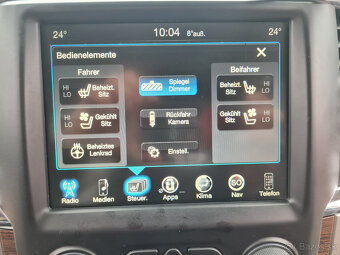 24°
10:04
8°auß.
24°
Bedienelemente
Fahrer
Beifahrer
HI
LO
Beheizt.
Sitz
Spiegel
Dimmer
Beheizt.
Sitz
HI
LO
HI
LO
Gekühlt
Sitz
Rückfahr
Kamera
Gekühlt
Sitz
HI
LO
Beheiztes
Lenkrad
Einstell.
Radio
Medien
Steuer.
Apps
Klima
Nav
Telefon